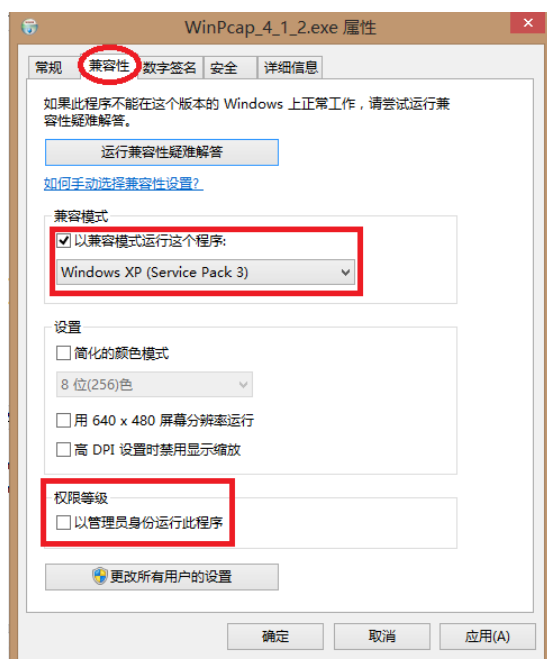 WinPcap_4_1_2.exe 属性
常规 兼容性 数字签名 安全 详细信息
如果此程序不能在这个版本的 Windows 上正常工作，请尝试运行兼
容性疑难解答。
运行兼容性疑难解答
如何手动选择兼容性设置?
兼容模式
以兼容模式运行这个程序:
Windows XP (Service Pack 3)
设置
简化的颜色模式
8 位(256)色
用 640 x 480 屏幕分辨率运行
高 DPI 设置时禁用显示缩放
权限等级
以管理员身份运行此程序
更改所有用户的设置
确定 取消 应用(A)